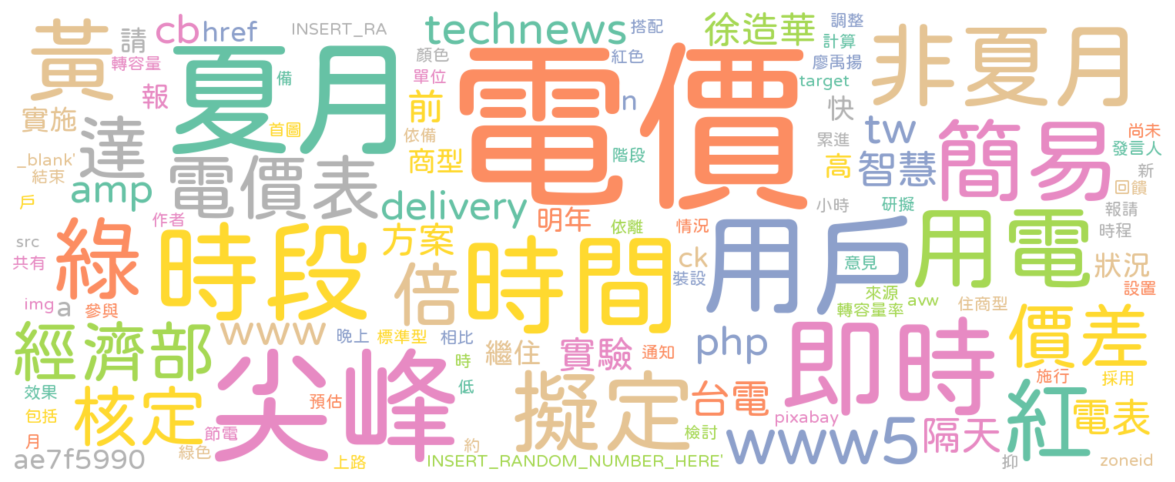 黃
請
cb
href
INSERT_RA
technews
搭配
徐造華
調整
計算
非夏月
轉容量
夏月
備
顏色
紅色
電價
廖禹揚
報
單位
target
實施
達
首圖
前
n
快
tw
簡易
尚未
依備
累進
發言人
_blank'
結束
電價表
商型
階段
高
智慧
新
戶
amp
delivery
小時
研擬
回饋
作者
明年
依離
情況
用戶
用電
報請
時程
src
綠
時段
方案
時間
意見
共有
倍
ck
裝設
來源
狀況
img
a
參與
轉容量率
avw
住商型
設置
經濟部
www
晚上
標準型
相比
繼住
實驗
通知
php
即時
價差
時
施行
採用
效果
尖峰
低
擬定
台電
紅
電表
包括
核定
預估
pixabay
月
節電
約
檢討
www5
隔天
綠色
ae7f5990
上路
INSERT_RANDOM_NUMBER_HERE'
抑
zoneid